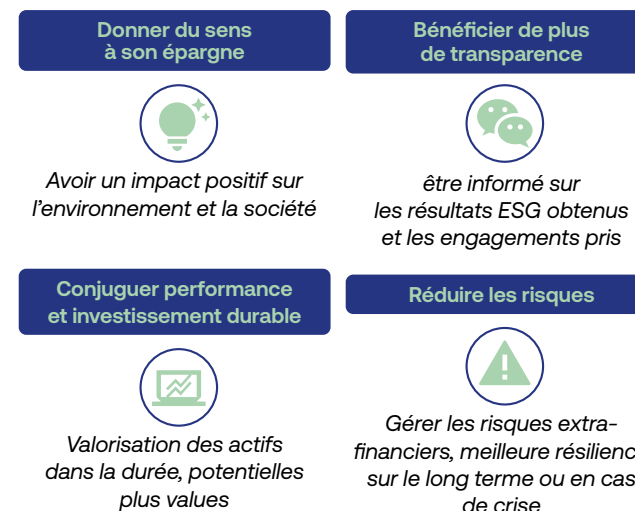 Donner du sens
à son épargne
Avoir un impact positif sur
l’environnement et la société
Bénéficier de plus
de transparence
être informé sur
les résultats ESG obtenus
et les engagements pris
Conjuguer performance
et investissement durable
Valorisation des actifs
dans la durée, potentielles
plus values
Réduire les risques
Gérer les risques extra-
financiers, meilleure résilienc
sur le long terme ou en cas
de crise